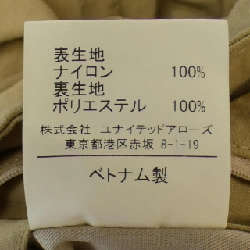 表生地
ナイロン 100%
裏生地
ポリエステル 100%
株式会社 ユナイテッドアローズ
東京都港区赤坂 8-1-19
ベトナム製